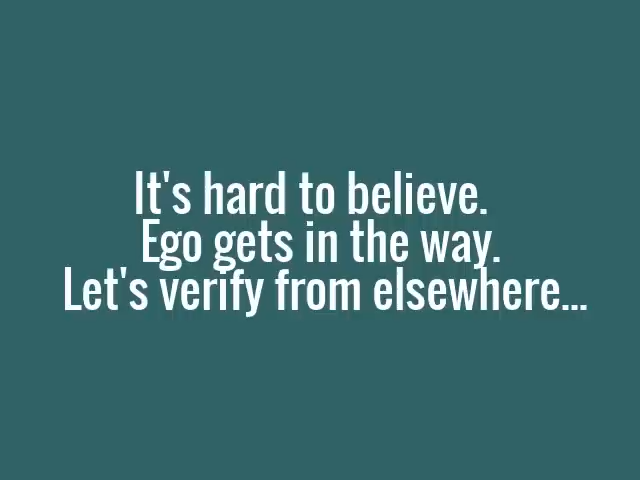 It's hard to believe.
Ego gets in the way.
Let's verify from elsewhere...